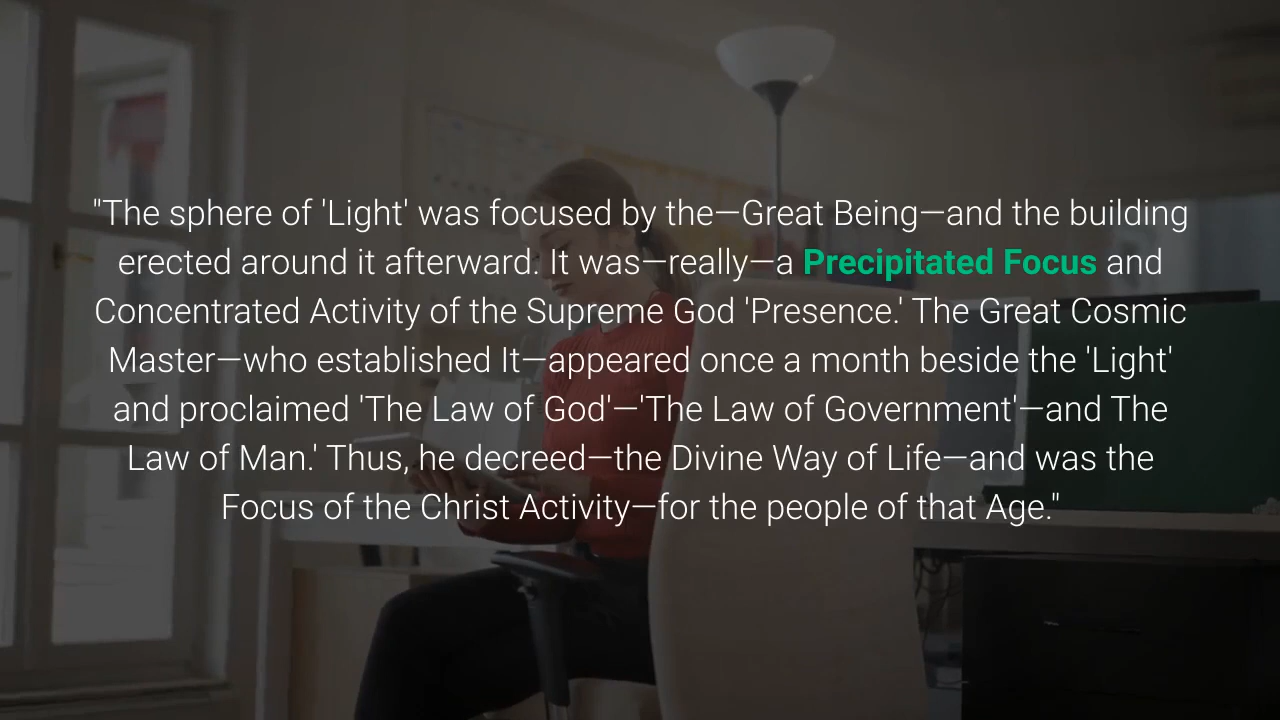 "The sphere of 'Light' was focused by the—Great Being—and the building
erected around it afterward. It was—really—a Precipitated Focus and
Concentrated Activity of the Supreme God 'Presence.' The Great Cosmic
Master—who established It—appeared once a month beside the 'Light'
and proclaimed 'The Law of God'—'The Law of Government'—and The
Law of Man.' Thus, he decreed—the Divine Way of Life—and was the
Focus of the Christ Activity—for the people of that Age."